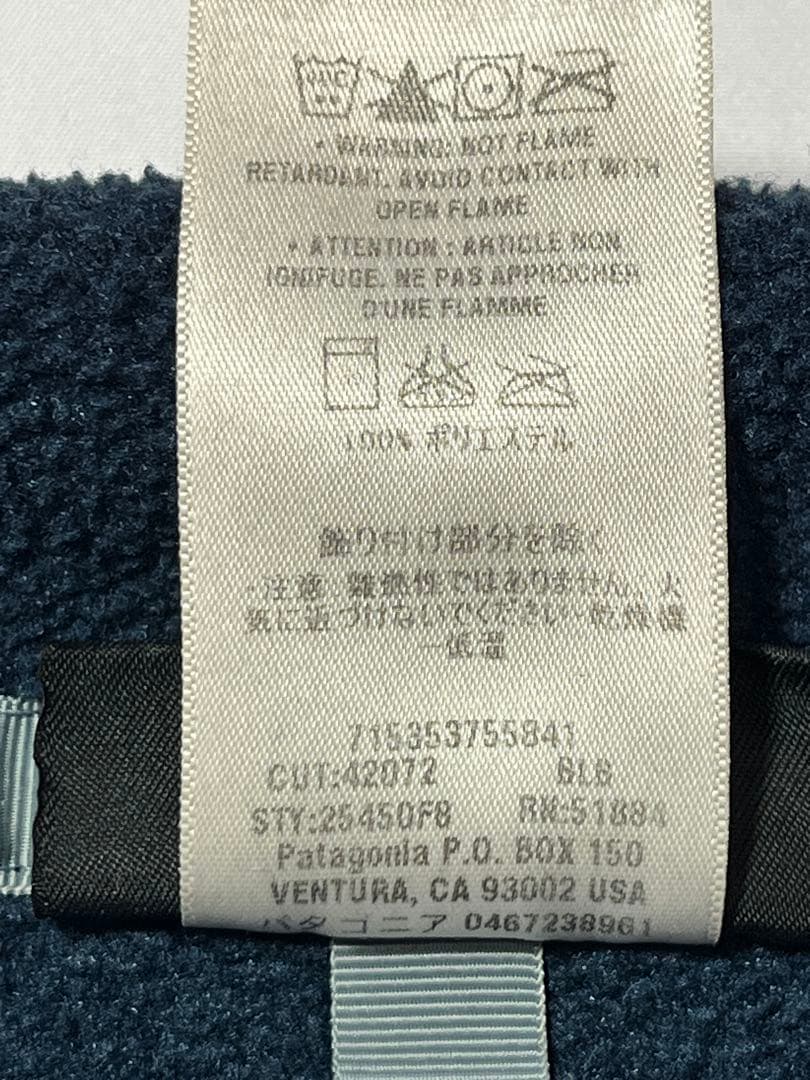 • WARNING: NOT FLAME
RETARDANT. AVOID CONTACT WITH
OPEN FLAME
• ATTENTION : ARTICLE NON
IGNIFUGE. NE PAS APPROCHER
D'UNE FLAMME
100% ポリエステル
飾り付け部分を除く
・注意 難燃性ではありません。火
気に近づけないでください~乾燥機
ー低温
715353755841
CUT:42072
STY:25450F8 RN:51884
Patagonia P.O. BOX 150
VENTURA, CA 93002 USA
パタゴニア 0467238961